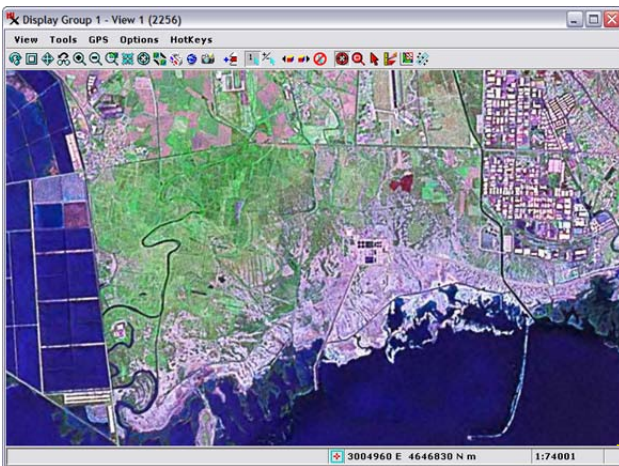 Display Group 1 - View 1 (2256)
View Tools GPS Options HotKeys
3004960 E 4646830 N m 1:74001